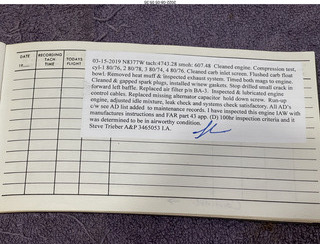 DATE
19
RECORDING
TACH
TIME
TODAYS
FLIGHT
03-15-2019 N8177W tach:4743.28 tmoh: 607.48 Cleaned engine. Compression test,
cyl-1 80/76, 2 80/78, 3 80/74, 4 80/76. Cleaned carb inlet screen. Flushed carb float
bowl. Removed heat muff & inspected exhaust system. Timed both mags to engine.
Cleaned & gapped spark plugs, installed w/new gaskets. Stop drilled small crack in
forward left baffle. Replaced air filter p/n BA-3. Inspected & lubricated engine
control cables. Replaced missing alternator capacitor hold down screw. Run-up
engine, adjusted idle mixture, leak check and systems check satisfactory. All AD's
c/w see AD list added to maintenance records. I have inspected this engine IAW with
manufactures instructions and FAR part 43 app. (D) 100hr inspection criteria and it
was determined to be in airworthy condition.
Steve Trieber A&P 3465053 I.A.